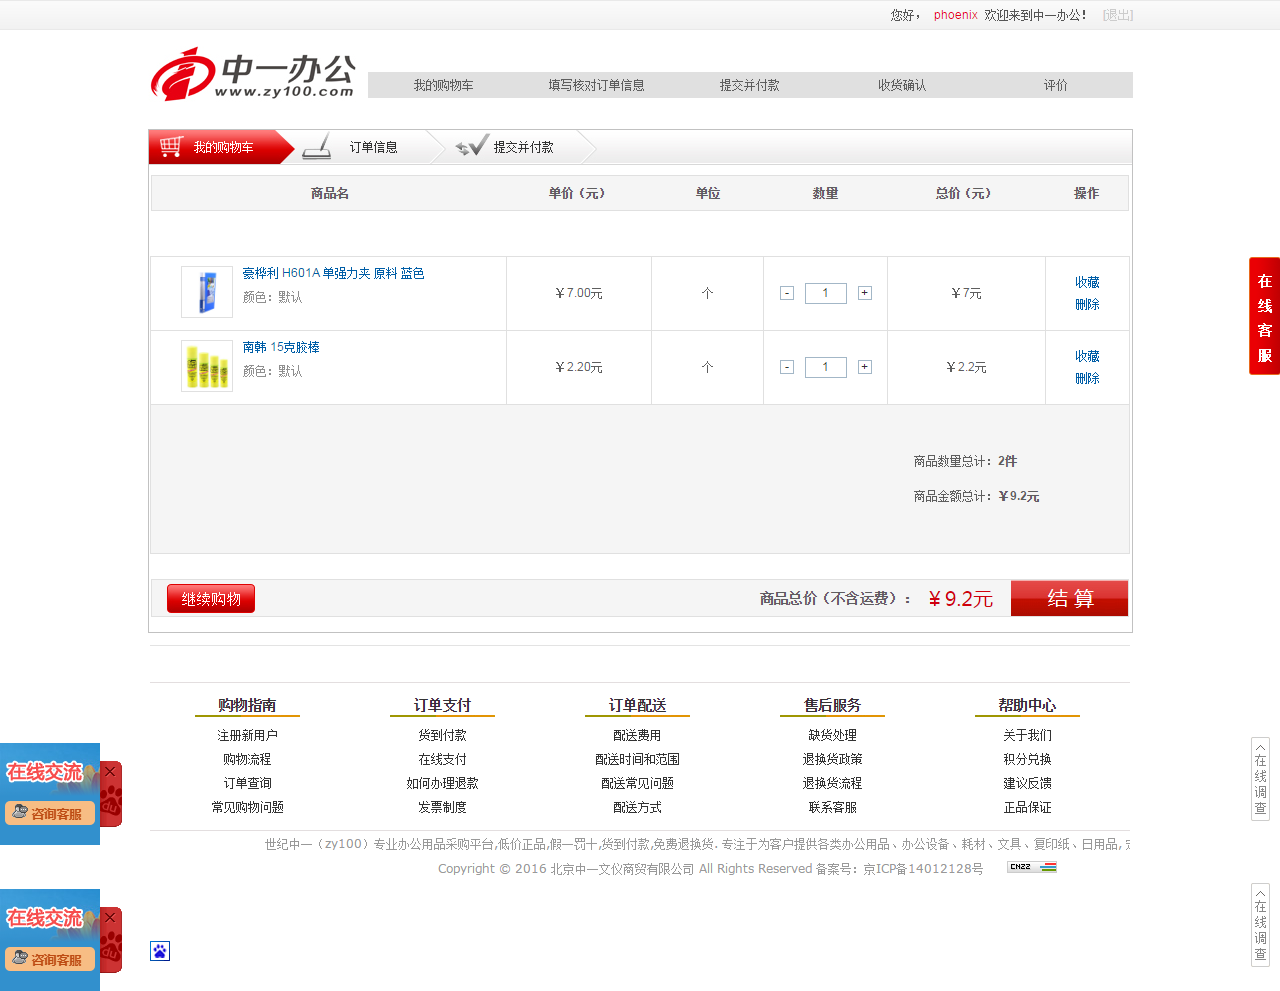 您好， phoenix 欢迎来到中一办公！ [退出]
中一办公
www.zy100.com
我的购物车 填写核对订单信息 提交并付款 收货确认 评价
我的购物车 订单信息 提交并付款
商品名 单价（元） 单位 数量 总价（元） 操作
豪桦利 H601A 单强力夹 原料 蓝色
颜色：默认
￥7.00元 个 - 1 + ￥7元
收藏
删除
南韩 15克胶棒
颜色：默认
￥2.20元 个 - 1 + ￥2.2元
收藏
删除
商品数量总计：2件
商品金额总计：￥9.2元
继续购物 商品总价（不含运费）： ￥9.2元 结 算
在线客服
购物指南 订单支付 订单配送 售后服务 帮助中心
注册新用户 货到付款 配送费用 缺货处理 关于我们
购物流程 在线支付 配送时间和范围 退换货政策 积分兑换
订单查询 如何办理退款 配送常见问题 退换货流程 建议反馈
常见购物问题 发票制度 配送方式 联系客服 正品保证
世纪中一（zy100）专业办公用品采购平台,低价正品,假一罚十,货到付款,免费退换货. 专注于为客户提供各类办公用品、办公设备、耗材、文具、复印纸、日用品,
Copyright © 2016 北京中一文仪商贸有限公司 All Rights Reserved 备案号：京ICP备14012128号 CNZZ
在线交流
咨询客服
du
在线调查
在线交流
咨询客服
du
在线调查